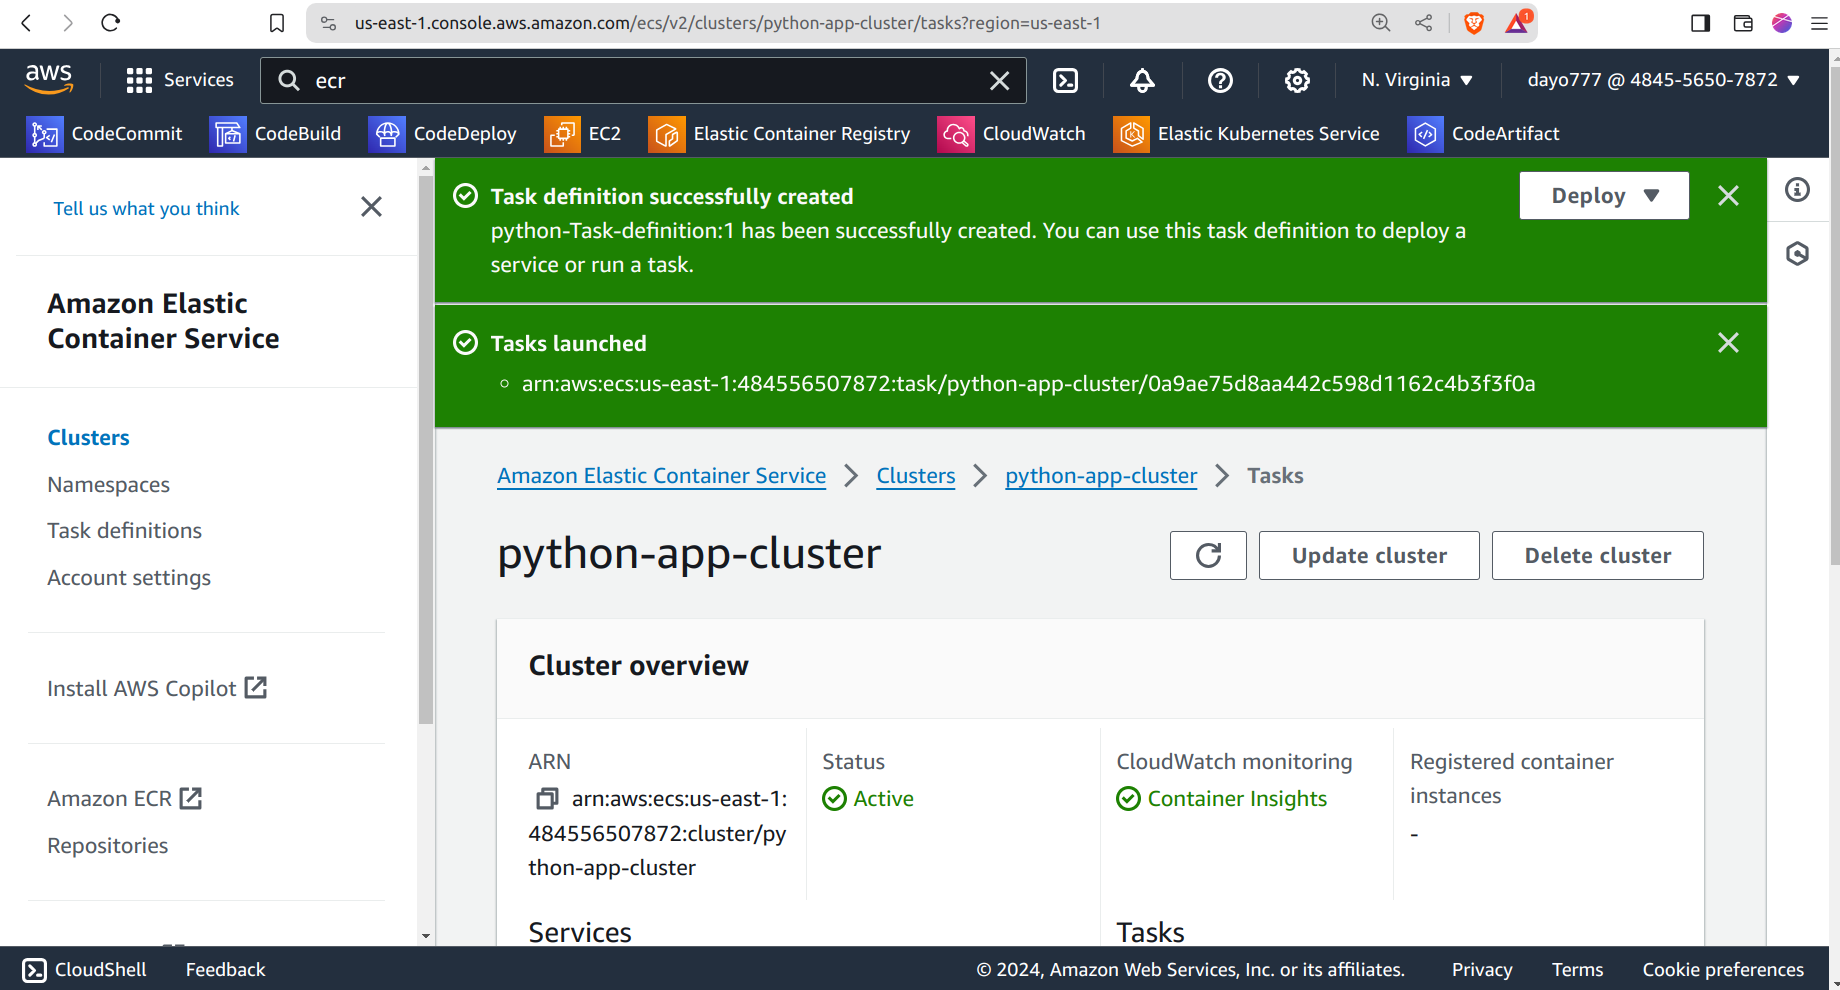 us-east-1.console.aws.amazon.com/ecs/v2/clusters/python-app-cluster/tasks?region=us-east-1
1
aws
Services
ecr
N. Virginia
dayo777 @ 4845-5650-7872
CodeCommit
CodeBuild
CodeDeploy
EC2
Elastic Container Registry
CloudWatch
Elastic Kubernetes Service
CodeArtifact
Tell us what you think
Amazon Elastic
Container Service
Clusters
Namespaces
Task definitions
Account settings
Install AWS Copilot
Amazon ECR
Repositories
Task definition successfully created
python-Task-definition:1 has been successfully created. You can use this task definition to deploy a
service or run a task.
Deploy
Tasks launched
arn:aws:ecs:us-east-1:484556507872:task/python-app-cluster/0a9ae75d8aa442c598d1162c4b3f3f0a
Amazon Elastic Container Service
Clusters
python-app-cluster
Tasks
python-app-cluster
Update cluster
Delete cluster
Cluster overview
ARN
arn:aws:ecs:us-east-1:
484556507872:cluster/py
thon-app-cluster
Status
Active
CloudWatch monitoring
Container Insights
Registered container
instances
-
Services
Tasks
CloudShell
Feedback
© 2024, Amazon Web Services, Inc. or its affiliates.
Privacy
Terms
Cookie preferences